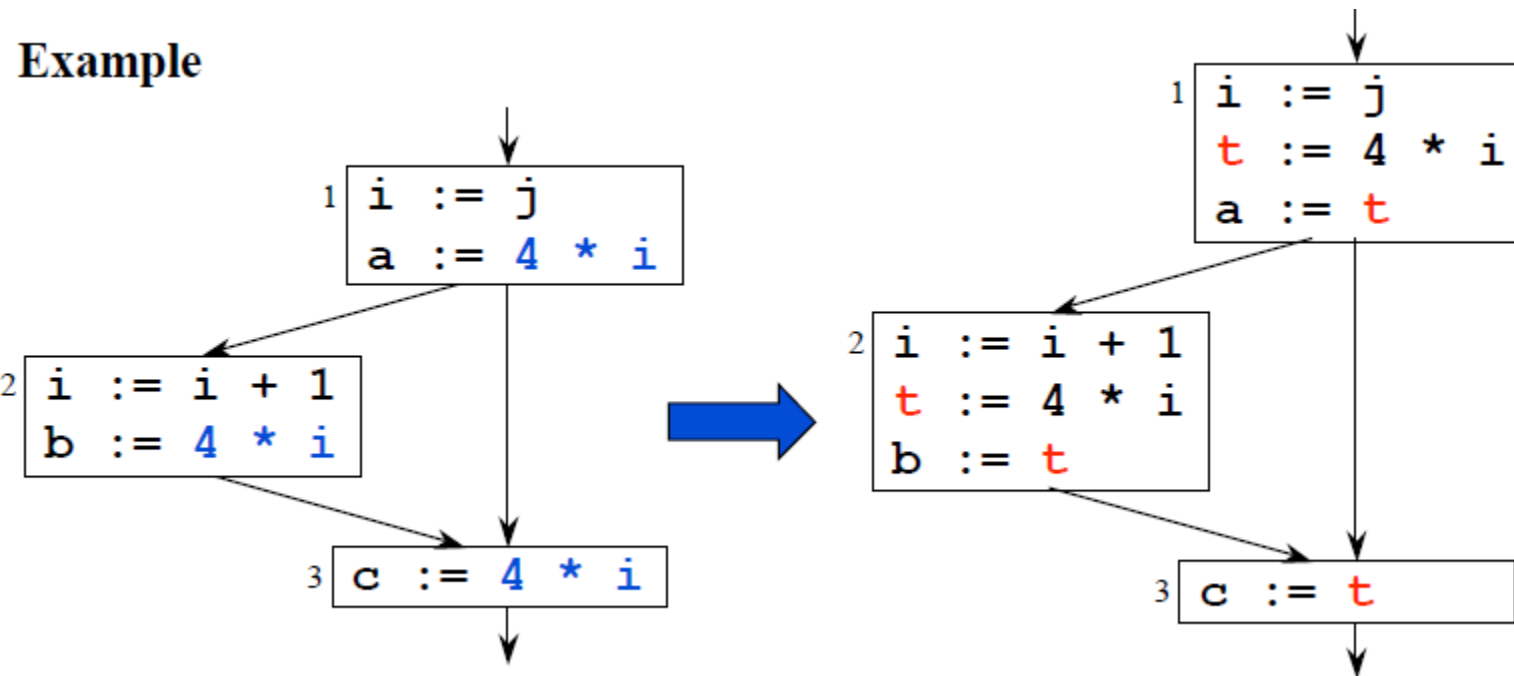 Example
1
i := j
a := 4 * i
2
i := i + 1
b := 4 * i
3
c := 4 * i
1
i := j
t := 4 * i
a := t
2
i := i + 1
t := 4 * i
b := t
3
c := t